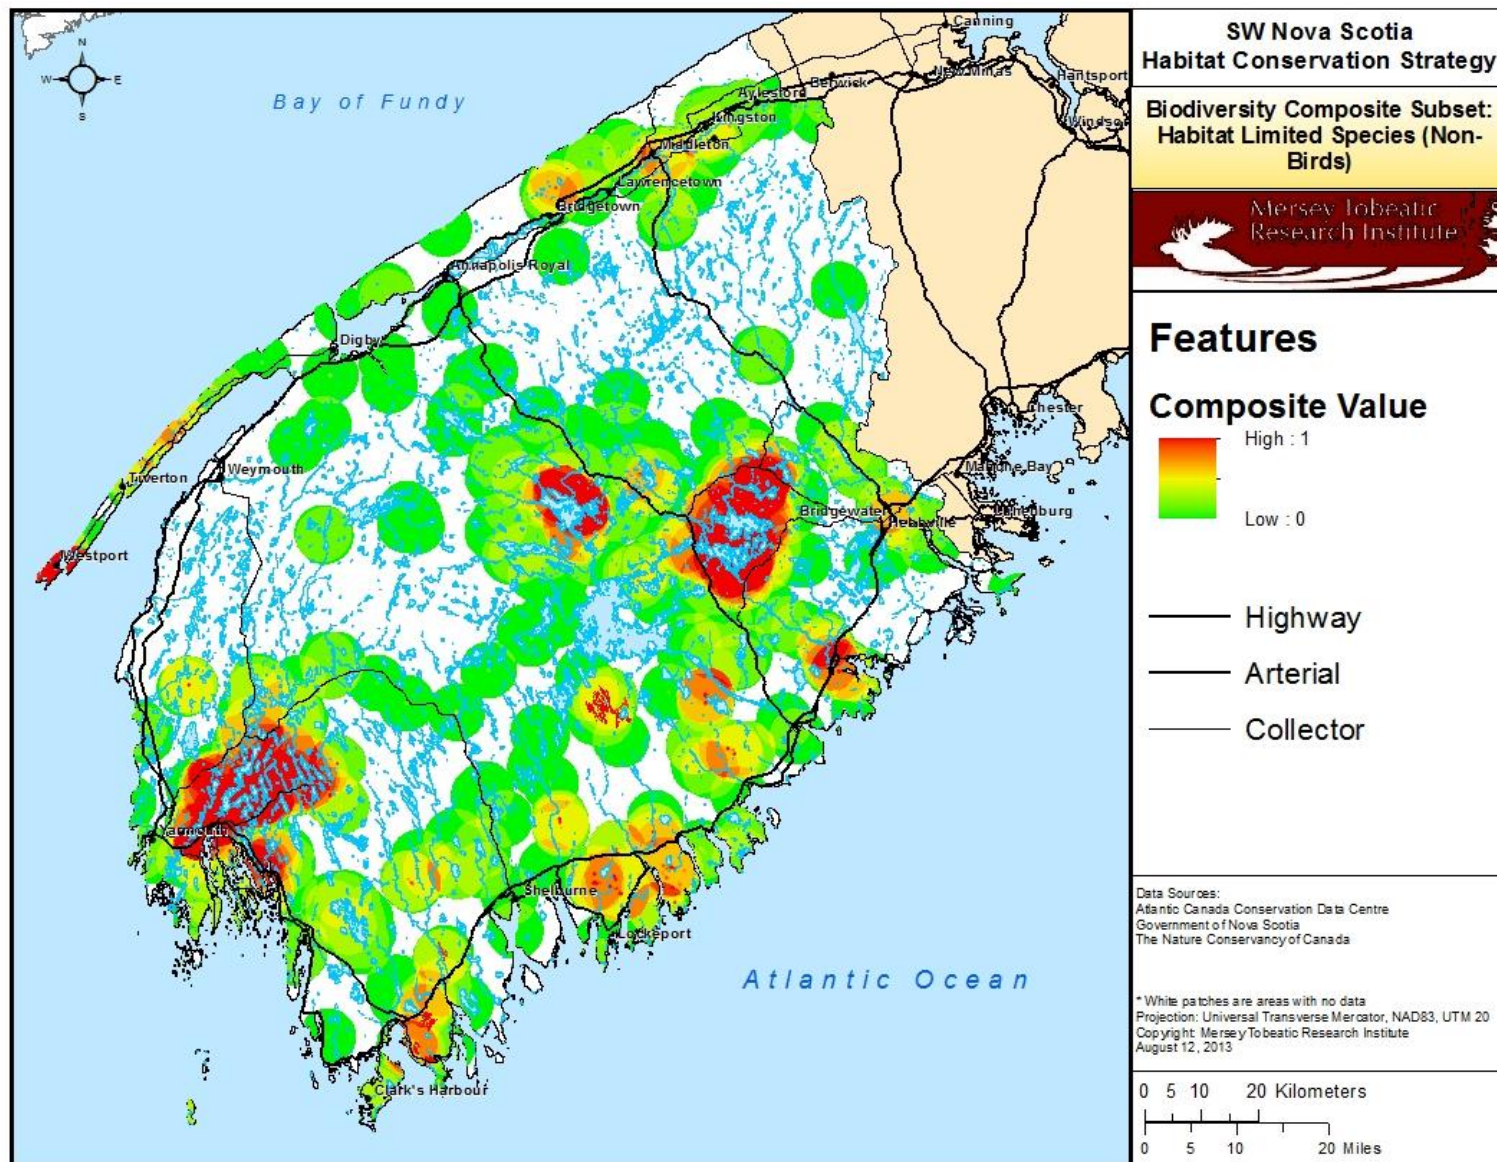 N
W
E
S
Bay of Fundy
Canning
New Minas
Hantsport
Berwick
Aylesford
Kingston
Windso
Middleton
Lawrencetown
Bridgetown
Annapolis Royal
Digby
Chester
Weymouth
Mahone Bay
Tiverton
Bridgewater
Lunenburg
Hebbville
Westport
Yarmouth
Shelburne
Lockeport
Atlantic Ocean
Clark's Harbour
SW Nova Scotia
Habitat Conservation Strategy
Biodiversity Composite Subset:
Habitat Limited Species (Non-
Birds)
Mersey Tobeatic
Research Institute
Features
Composite Value
High : 1
Low : 0
Highway
Arterial
Collector
Data Sources:
Atlantic Canada Conservation Data Centre
Government of Nova Scotia
The Nature Conservancy of Canada
* White patches are areas with no data
Projection: Universal Transverse Mercator, NAD83, UTM 20
Copyright: Mersey Tobeatic Research Institute
August 12, 2013
0 5 10 20 Kilometers
0 5 10 20 Miles